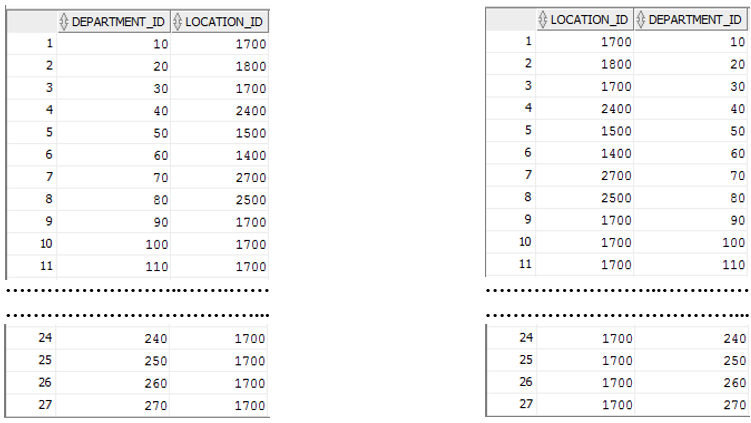 DEPARTMENT_ID LOCATION_ID
1 10 1700
2 20 1800
3 30 1700
4 40 2400
5 50 1500
6 60 1400
7 70 2700
8 80 2500
9 90 1700
10 100 1700
11 110 1700
24 240 1700
25 250 1700
26 260 1700
27 270 1700
LOCATION_ID DEPARTMENT_ID
1 1700 10
2 1800 20
3 1700 30
4 2400 40
5 1500 50
6 1400 60
7 2700 70
8 2500 80
9 1700 90
10 1700 100
11 1700 110
24 1700 240
25 1700 250
26 1700 260
27 1700 270